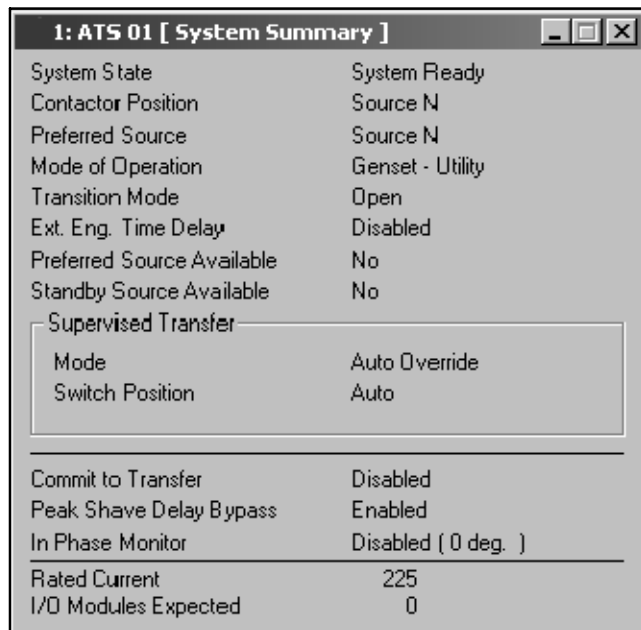 1: ATS 01 [ System Summary ]
System State System Ready
Contactor Position Source N
Preferred Source Source N
Mode of Operation Genset - Utility
Transition Mode Open
Ext. Eng. Time Delay Disabled
Preferred Source Available No
Standby Source Available No
Supervised Transfer
Mode Auto Override
Switch Position Auto
Commit to Transfer Disabled
Peak Shave Delay Bypass Enabled
In Phase Monitor Disabled ( 0 deg. )
Rated Current 225
I/O Modules Expected 0